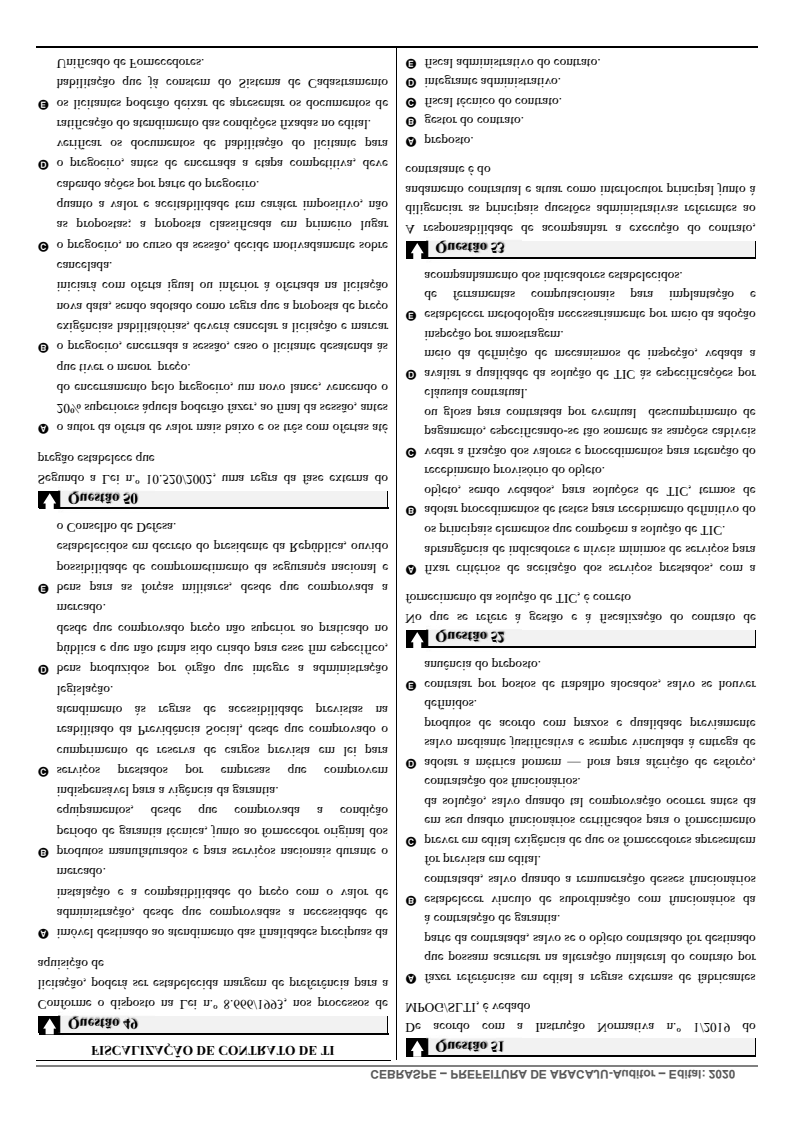 CEBRASPE – PREFEITURA DE ARACAJU-Auditor – Edital: 2020
FISCALIZAÇÃO DE CONTRATO DE TI
Questão 49
Conforme o disposto na Lei n.º 8.666/1993, nos processos de
licitação, poderá ser estabelecida margem de preferência para a
aquisição de
A imóvel destinado ao atendimento das finalidades precípuas da
administração, desde que comprovadas a necessidade de
instalação e a compatibilidade do preço com o valor de
mercado.
B produtos manufaturados e para serviços nacionais durante o
período de garantia técnica, junto ao fornecedor original dos
equipamentos, desde que comprovada a condição
indispensável para a vigência da garantia.
C serviços prestados por empresas que comprovem
cumprimento de reserva de cargos prevista em lei para
reabilitado da Previdência Social, desde que comprovado o
atendimento às regras de acessibilidade previstas na
legislação.
D bens produzidos por órgão que integre a administração
pública e que não tenha sido criado para esse fim específico,
desde que comprovado preço não superior ao praticado no
mercado.
E bens para as forças militares, desde que comprovada a
possibilidade de comprometimento da segurança nacional e
estabelecidos em decreto do presidente da República, ouvido
o Conselho de Defesa.
Questão 50
Segundo a Lei n.º 10.520/2002, uma regra da fase externa do
pregão estabelece que
A o autor da oferta de valor mais baixo e os três com ofertas até
20% superiores àquela poderão fazer, ao final da sessão, antes
do encerramento pelo pregoeiro, um novo lance, vencendo o
que tiver o menor preço.
B o pregoeiro, encerrada a sessão, caso o licitante desatenda às
exigências habilitatórias, deverá cancelar a licitação e marcar
nova data, sendo adotado como regra que a proposta de preço
iniciará com oferta igual ou inferior à ofertada na licitação
cancelada.
C o pregoeiro, no curso da sessão, decide motivadamente sobre
as propostas; a proposta classificada em primeiro lugar
quanto a valor e aceitabilidade tem caráter impositivo, não
cabendo ações por parte do pregoeiro.
D o pregoeiro, antes de encerrada a etapa competitiva, deve
verificar os documentos de habilitação do licitante para
ratificação do atendimento das condições fixadas no edital.
E os licitantes poderão deixar de apresentar os documentos de
habilitação que já constem do Sistema de Cadastramento
Unificado de Fornecedores.
Questão 51
De acordo com a Instrução Normativa n.º 1/2019 do
MPOG/SLTI, é vedado
A fazer referências em edital a regras externas de fabricantes
que possam acarretar na alteração unilateral do contrato por
parte da contratada, salvo se o objeto contratado for destinado
à contratação de garantia.
B estabelecer vínculo de subordinação com funcionários da
contratada, salvo quando a remuneração desses funcionários
for prevista em edital.
C prever em edital exigência de que os fornecedores apresentem
em seu quadro funcionários certificados para o fornecimento
da solução, salvo quando tal comprovação ocorrer antes da
contratação dos funcionários.
D adotar a métrica homem — hora para aferição de esforço,
salvo mediante justificativa e sempre vinculada à entrega de
produtos de acordo com prazos e qualidade previamente
definidos.
E contratar por postos de trabalho alocados, salvo se houver
anuência do preposto.
Questão 52
No que se refere à gestão e à fiscalização do contrato de
fornecimento da solução de TIC, é correto
A fixar critérios de aceitação dos serviços prestados, com a
abrangência de indicadores e níveis mínimos de serviços para
os principais elementos que compõem a solução de TIC.
B adotar procedimentos de testes para recebimento definitivo do
objeto, sendo vedados, para soluções de TIC, termos de
recebimento provisório do objeto.
C vedar a fixação dos valores e procedimentos para retenção do
pagamento, especificando-se tão somente as sanções cabíveis
ou glosa para contratada por eventual descumprimento de
cláusula contratual.
D avaliar a qualidade da solução de TIC às especificações por
meio da definição de mecanismos de inspeção, vedada a
inspeção por amostragem.
E estabelecer metodologia necessariamente por meio da adoção
de ferramentas computacionais para implantação e
acompanhamento dos indicadores estabelecidos.
Questão 53
A responsabilidade de acompanhar a execução do contrato,
diligenciar as principais questões administrativas referentes ao
andamento contratual e atuar como interlocutor principal junto à
contratante é do
A preposto.
B gestor do contrato.
C fiscal técnico do contrato.
D integrante administrativo.
E fiscal administrativo do contrato.